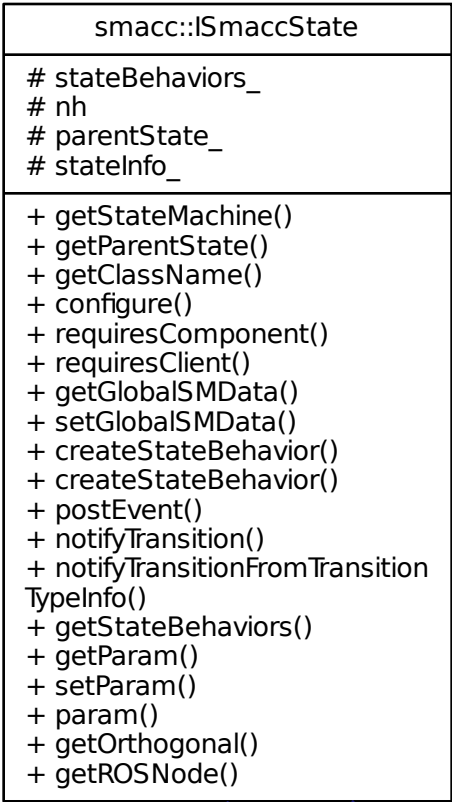 smacc::ISmaccState
# stateBehaviors_
# nh
# parentState_
# stateInfo_
+ getStateMachine()
+ getParentState()
+ getClassName()
+ configure()
+ requiresComponent()
+ requiresClient()
+ getGlobalSMData()
+ setGlobalSMData()
+ createStateBehavior()
+ createStateBehavior()
+ postEvent()
+ notifyTransition()
+ notifyTransitionFromTransition
TypeInfo()
+ getStateBehaviors()
+ getParam()
+ setParam()
+ param()
+ getOrthogonal()
+ getROSNode()